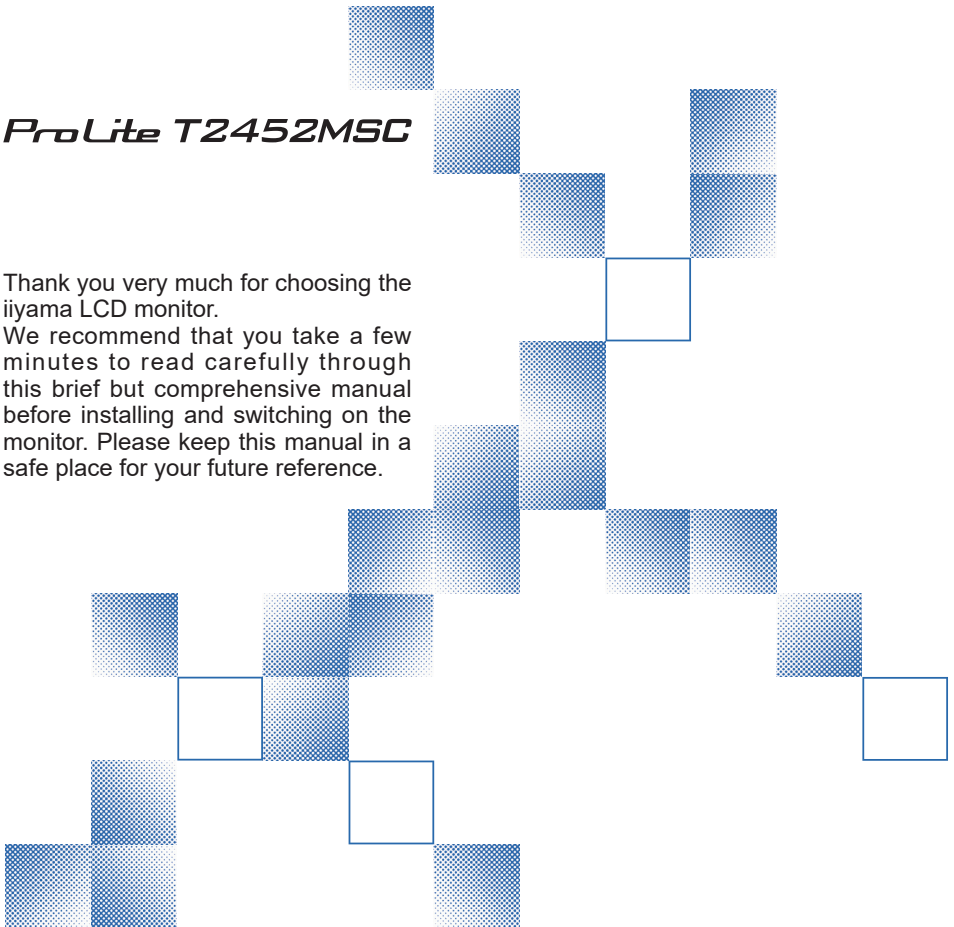 ProLite T2452MSC
Thank you very much for choosing the
iiyama LCD monitor.
We recommend that you take a few
minutes to read carefully through
this brief but comprehensive manual
before installing and switching on the
monitor. Please keep this manual in a
safe place for your future reference.